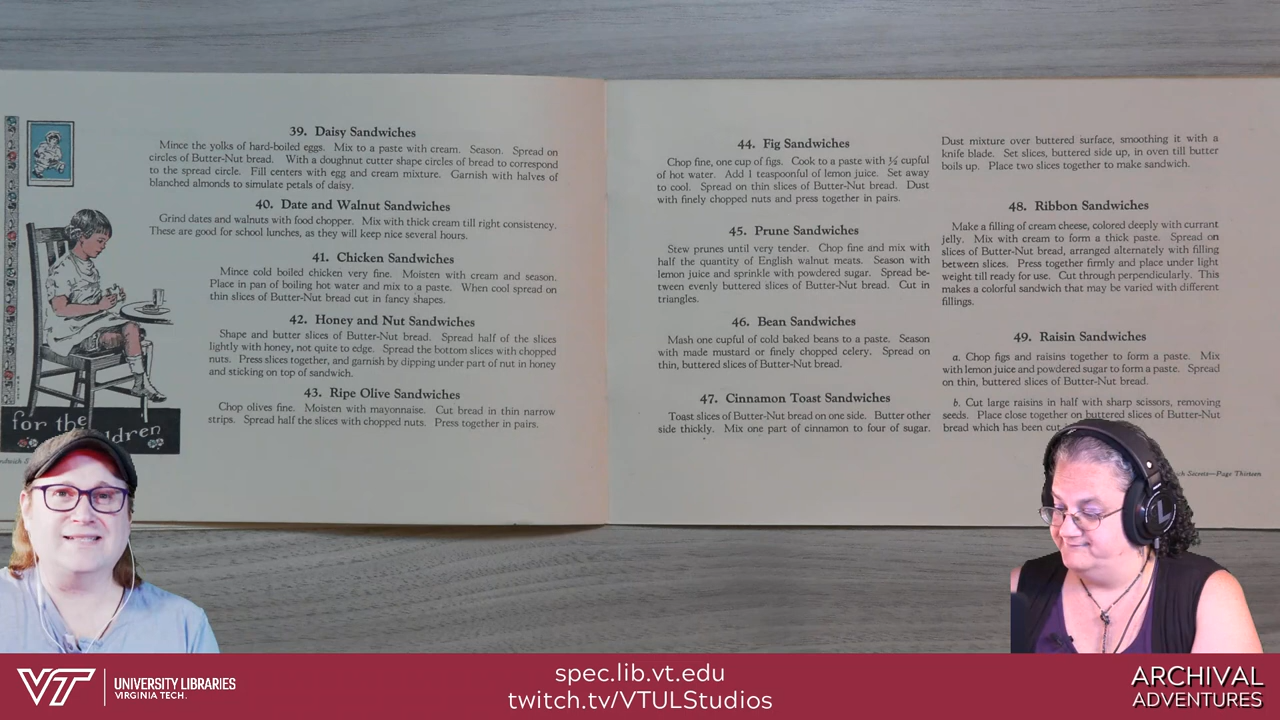 39. Daisy Sandwiches
Mince the yolks of hard-boiled eggs. Mix to a paste with cream. Season. Spread on
circles of Butter-Nut bread. With a doughnut cutter shape circles of bread to correspond
to the spread circle. Fill centers with egg and cream mixture. Garnish with halves of
blanched almonds to simulate petals of daisy.
40. Date and Walnut Sandwiches
Grind dates and walnuts with food chopper. Mix with thick cream till right consistency.
These are good for school lunches, as they will keep nice several hours.
41. Chicken Sandwiches
Mince cold boiled chicken very fine. Moisten with cream and season.
Place in pan of boiling hot water and mix to a paste. When cool spread on
thin slices of Butter-Nut bread cut in fancy shapes.
42. Honey and Nut Sandwiches
Shape and butter slices of Butter-Nut bread. Spread half of the slices
lightly with honey, not quite to edge. Spread the bottom slices with chopped
nuts. Press slices together, and garnish by dipping under part of nut in honey
and sticking on top of sandwich.
43. Ripe Olive Sandwiches
Chop olives fine. Moisten with mayonnaise. Cut bread in thin narrow
strips. Spread half the slices with chopped nuts. Press together in pairs.
for the
44. Fig Sandwiches
Chop fine, one cup of figs. Cook to a paste with ½ cupful
of hot water. Add 1 teaspoonful of lemon juice. Set away
to cool. Spread on thin slices of Butter-Nut bread. Dust
with finely chopped nuts and press together in pairs.
45. Prune Sandwiches
Stew prunes until very tender. Chop fine and mix with
half the quantity of English walnut meats. Season with
lemon juice and sprinkle with powdered sugar. Spread be-
tween evenly buttered slices of Butter-Nut bread. Cut in
triangles.
46. Bean Sandwiches
Mash one cupful of cold baked beans to a paste. Season
with made mustard or finely chopped celery. Spread on
thin, buttered slices of Butter-Nut bread.
47. Cinnamon Toast Sandwiches
Toast slices of Butter-Nut bread on one side. Butter other
side thickly. Mix one part of cinnamon to four of sugar.
Dust mixture over buttered surface, smoothing it with a
knife blade. Set slices, buttered side up, in oven till butter
boils up. Place two slices together to make sandwich.
48. Ribbon Sandwiches
Make a filling of cream cheese, colored deeply with currant
jelly. Mix with cream to form a thick paste. Spread on
slices of Butter-Nut bread, arranged alternately with filling
between slices. Press together firmly and place under light
weight till ready for use. Cut through perpendicularly. This
makes a colorful sandwich that may be varied with different
fillings.
49. Raisin Sandwiches
a. Chop figs and raisins together to form a paste. Mix
with lemon juice and powdered sugar to form a paste. Spread
on thin, buttered slices of Butter-Nut bread.
b. Cut large raisins in half with sharp scissors, removing
seeds. Place close together on buttered slices of Butter-Nut
bread which has been cut
Secrets—Page Thirteen
VT UNIVERSITY LIBRARIES
VIRGINIA TECH.
spec.lib.vt.edu
twitch.tv/VTULStudios
ARCHIVAL
ADVENTURES